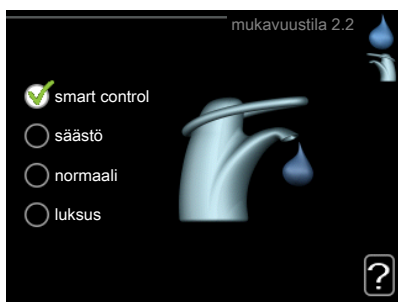 mukavuustila 2.2
smart control
säästö
normaali
luksus
?